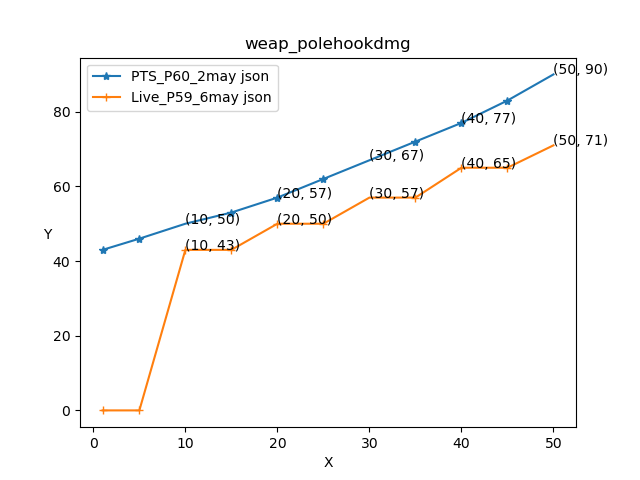 weap_polehookdmg
PTS_P60_2may json
Live_P59_6may json
(50, 90)
(40, 77)
(50, 71)
(30, 67)
(40, 65)
(20, 57)
(30, 57)
(10, 50)
(20, 50)
(10, 43)
Y
80
60
40
20
0
0 10 20 30 40 50
X